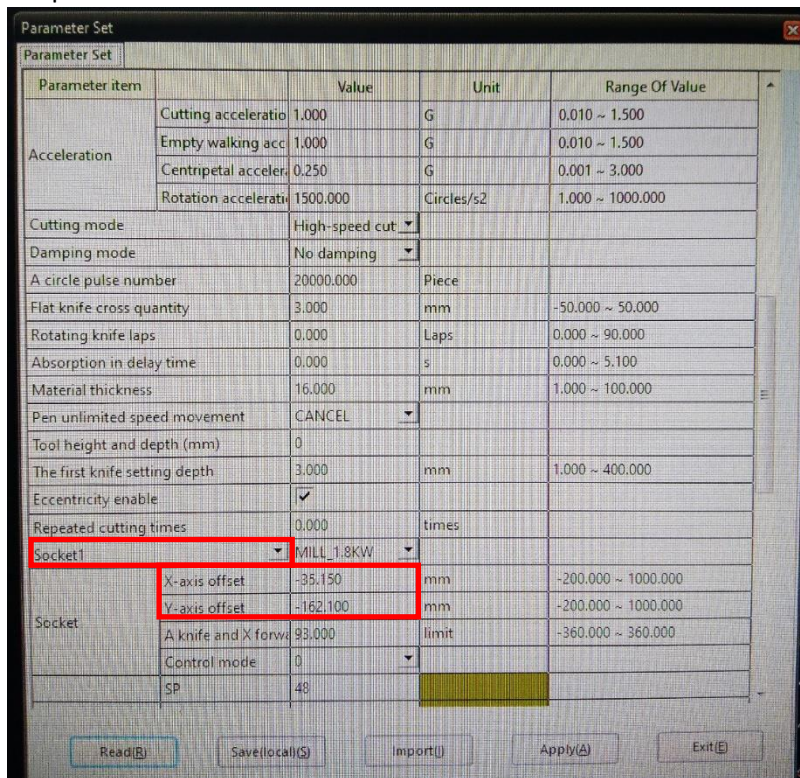 Parameter Set
Parameter Set
Parameter item Value Unit Range Of Value
Acceleration
Cutting acceleratio 1.000 G 0.010 ~ 1.500
Empty walking acc 1.000 G 0.010 ~ 1.500
Centripetal acceler 0.250 G 0.001 ~ 3.000
Rotation accelerati 1500.000 Circles/s2 1.000 ~ 1000.000
Cutting mode High-speed cut
Damping mode No damping
A circle pulse number 20000.000 Piece
Flat knife cross quantity 3.000 mm -50.000 ~ 50.000
Rotating knife laps 0.000 Laps 0.000 ~ 90.000
Absorption in delay time 0.000 s 0.000 ~ 5.100
Material thickness 16.000 mm 1.000 ~ 100.000
Pen unlimited speed movement CANCEL
Tool height and depth (mm) 0
The first knife setting depth 3.000 mm 1.000 ~ 400.000
Eccentricity enable
Repeated cutting times 0.000 times
Socket1 MILL_1.8KW
Socket
X-axis offset -35.150 mm -200.000 ~ 1000.000
Y-axis offset -162.100 mm -200.000 ~ 1000.000
A knife and X forwa 93.000 limit -360.000 ~ 360.000
Control mode 0
SP 48
Read(R) Save(local)(S) Import(I) Apply(A) Exit(E)